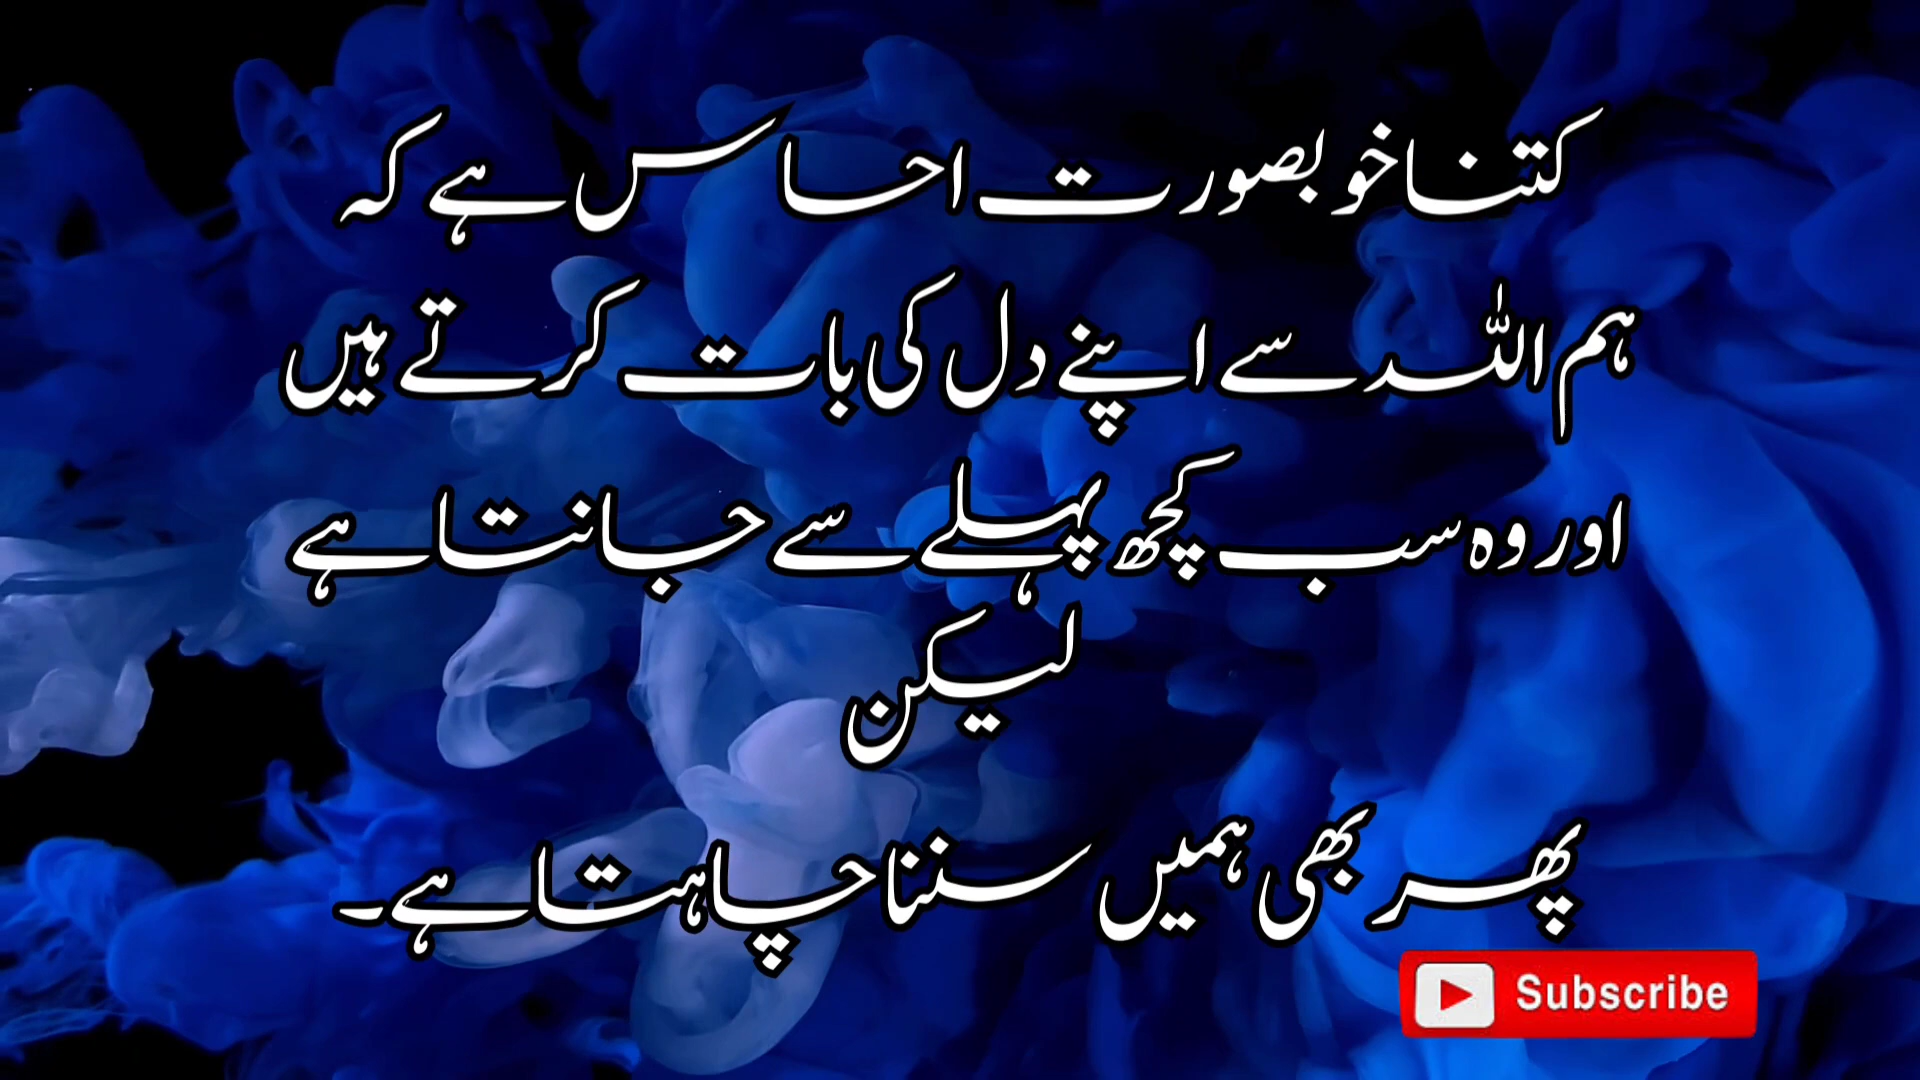 کتنا خوبصورت احساس ہے کہ
ہم اللہ سے اپنے دل کی بات کرتے ہیں
اور وہ سب کچھ پہلے سے جانتا ہے
لیکن
پھر بھی ہمیں سننا چاہتا ہے۔
Subscribe